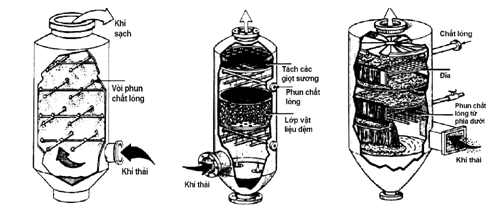 Khí
sạch
Vòi phun
chất lỏng
Khí thải
Tách các
giọt sương
Phun chất
lỏng
Lớp vật
liệu đệm
Khí thải
Chất lỏng
Đĩa
Phun chất
lỏng từ
phía dưới
Khí thải